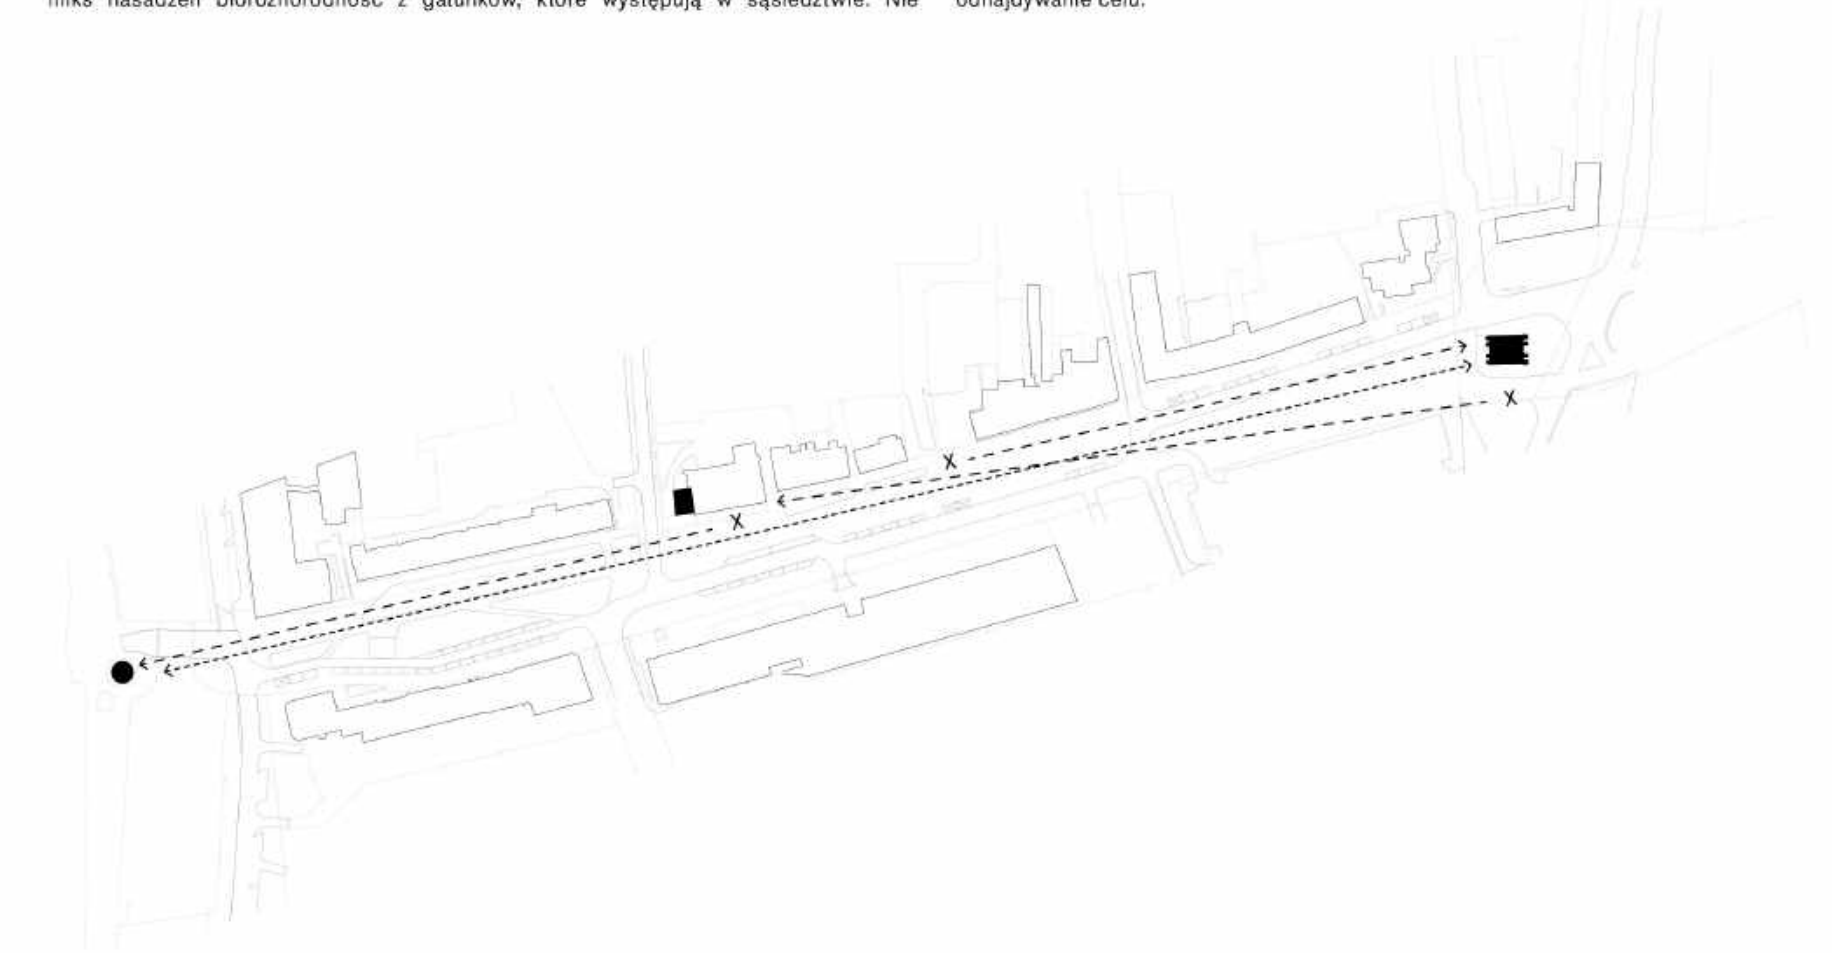 miks nasadzeń bioróżnorodność z gatunków, które występują w sąsiedztwie. Nie
odnajdywanie celu.
X
X
X